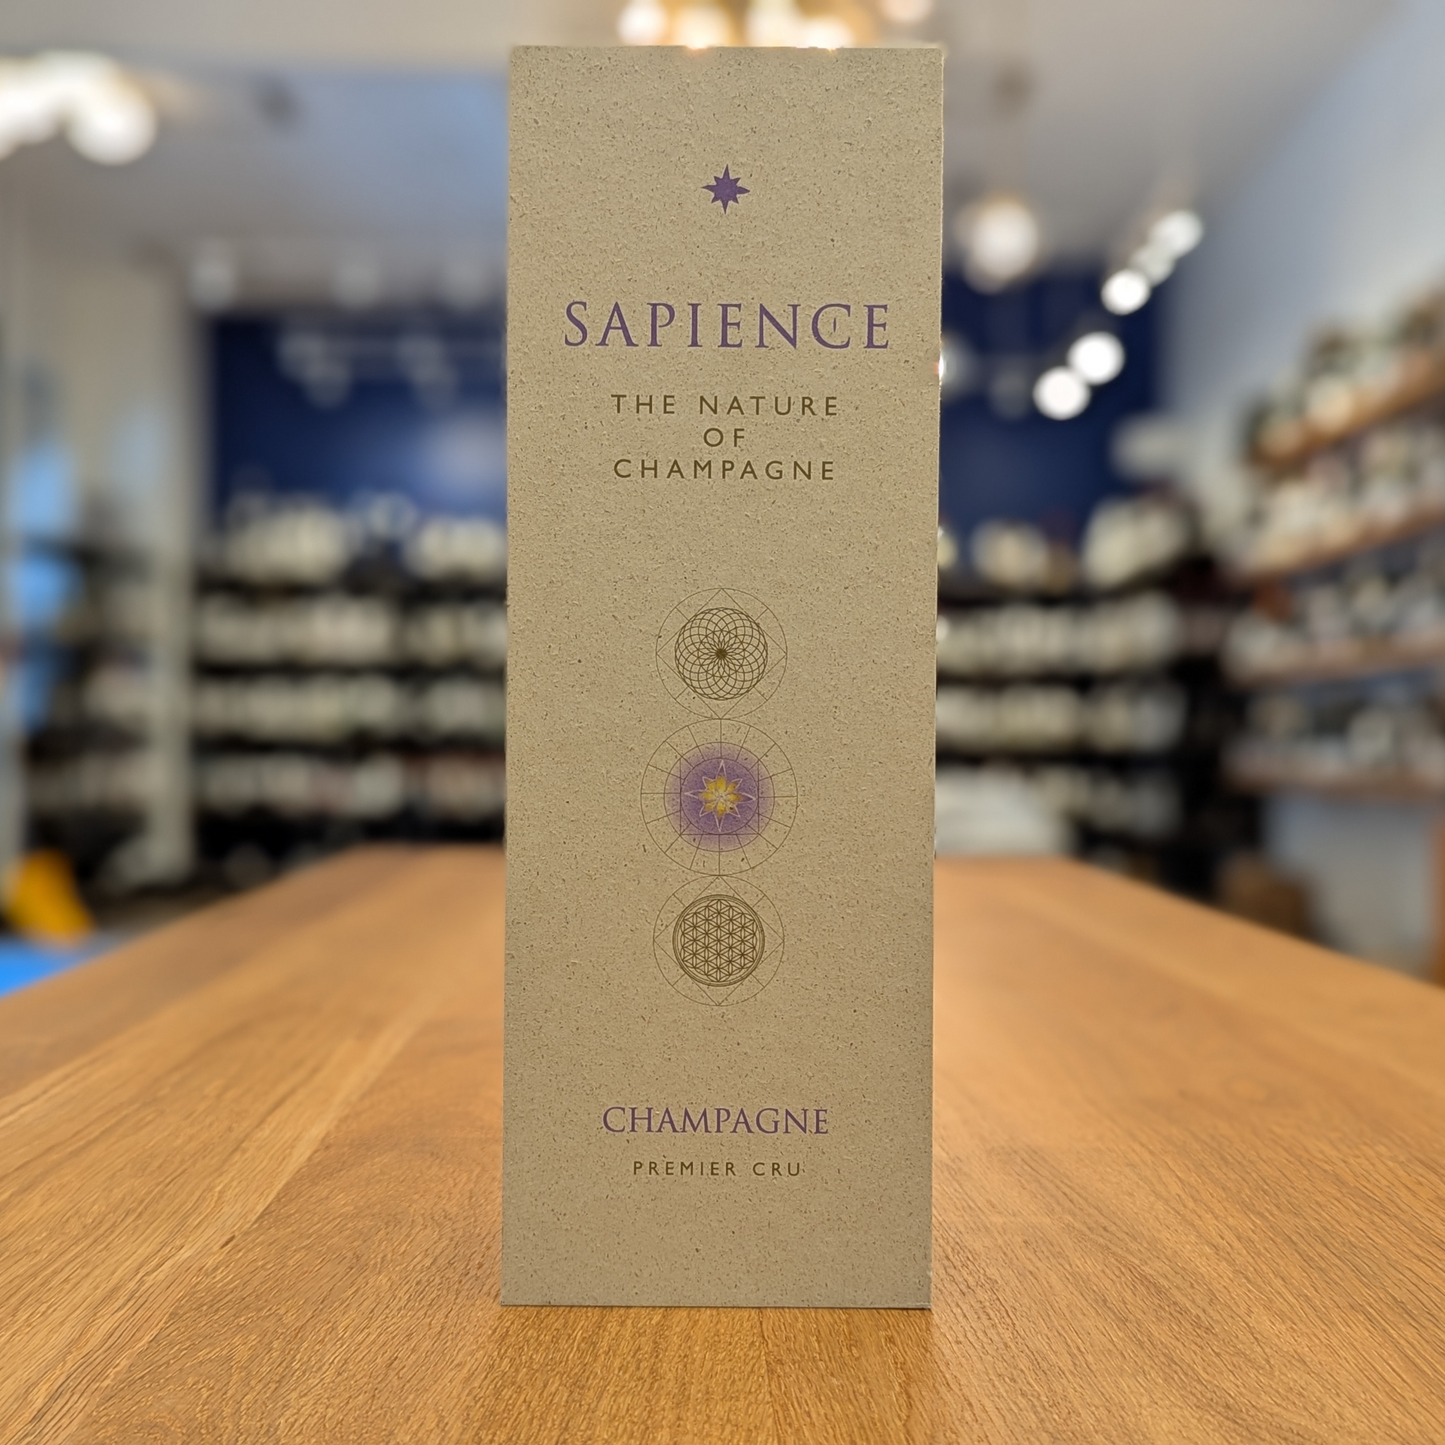 SAPIENCE
THE NATURE
OF
CHAMPAGNE
CHAMPAGNE
PREMIER CRU